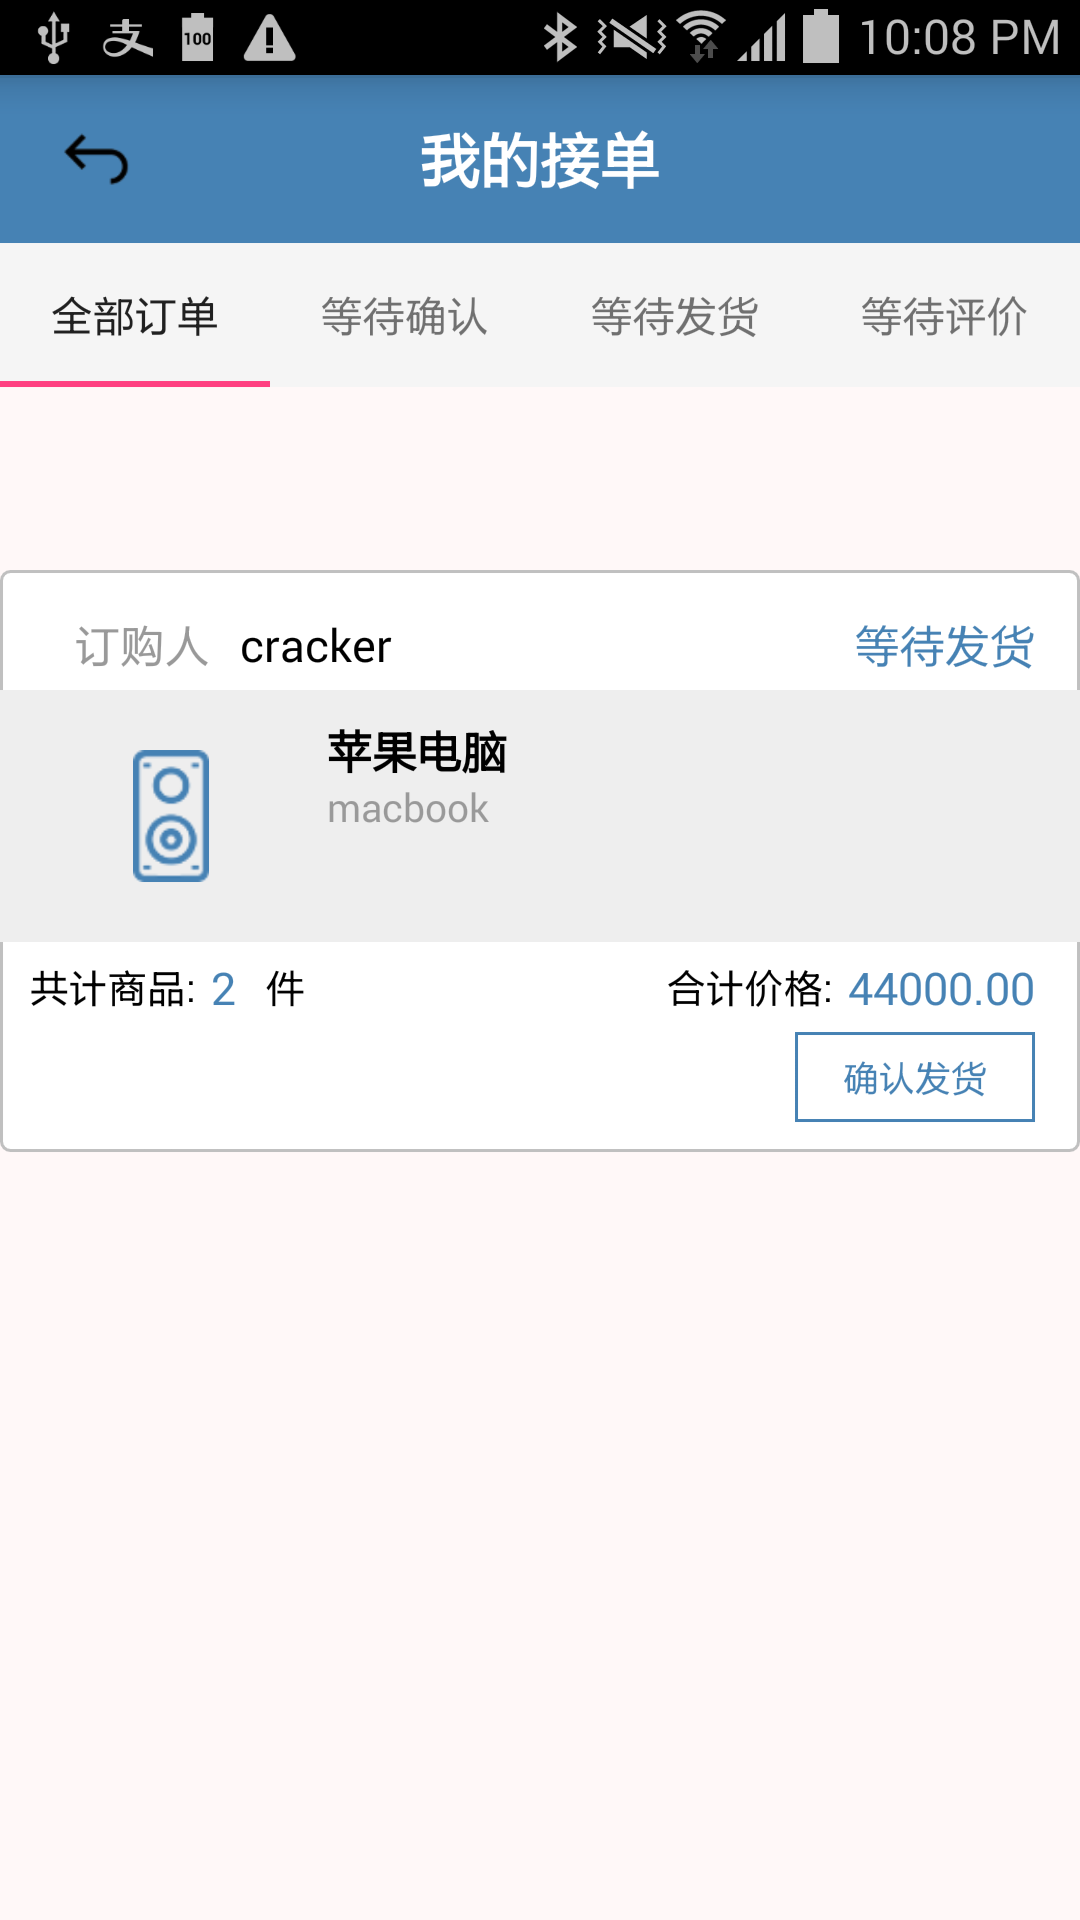 支 100 10:08 PM
我的接单
全部订单 等待确认 等待发货 等待评价
订购人 cracker 等待发货
苹果电脑
macbook
共计商品: 2 件 合计价格: 44000.00
确认发货